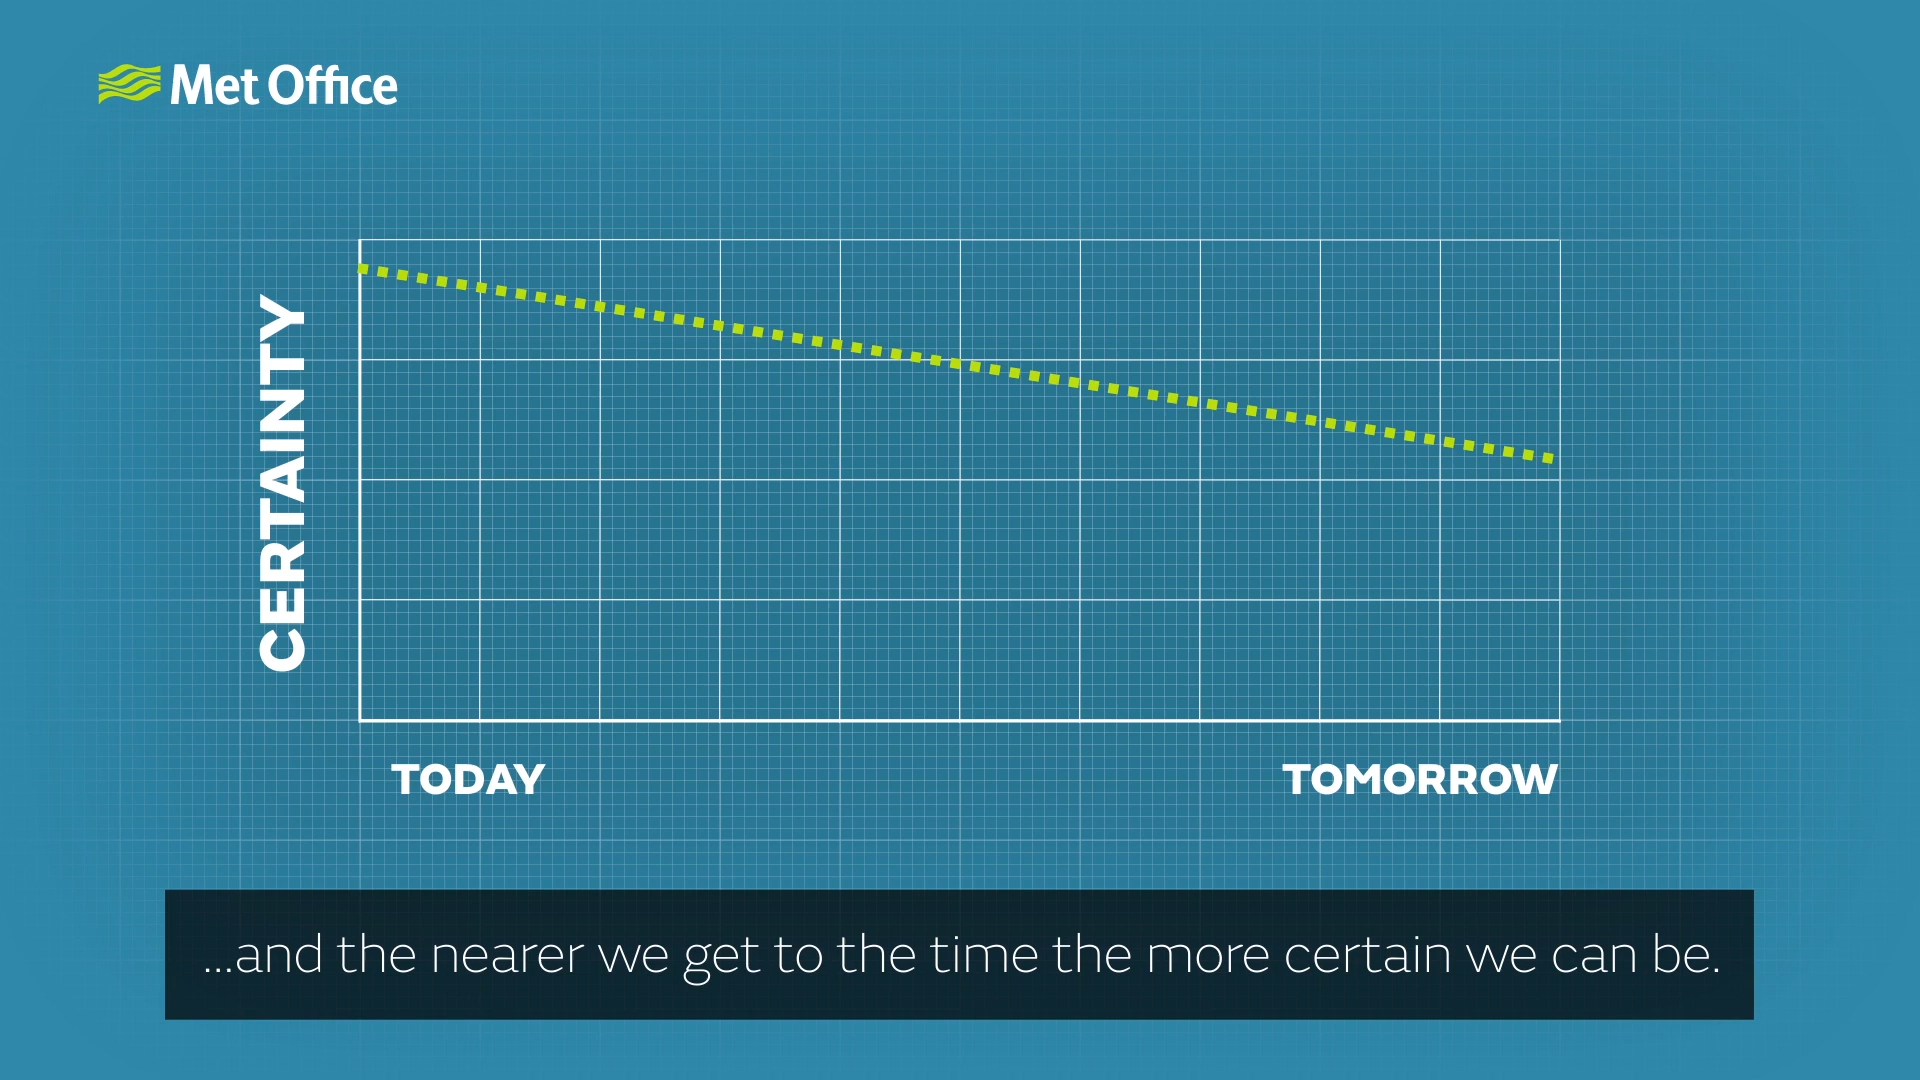 Met Office
CERTAINTY
TODAY
TOMORROW
...and the nearer we get to the time the more certain we can be.